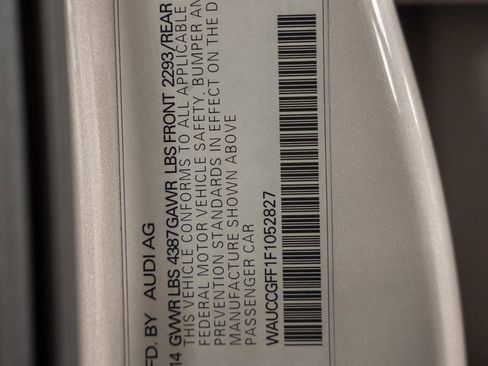 FD. BY AUDI AG
14 GVWR LBS 4387 GAWR LBS FRONT 2293/REAR
THIS VEHICLE CONFORMS TO ALL APPLICABLE
FEDERAL MOTOR VEHICLE SAFETY, BUMPER AN
PREVENTION STANDARDS IN EFFECT ON THE D
MANUFACTURE SHOWN ABOVE
PASSENGER CAR
WAUCCGFF1F1052827